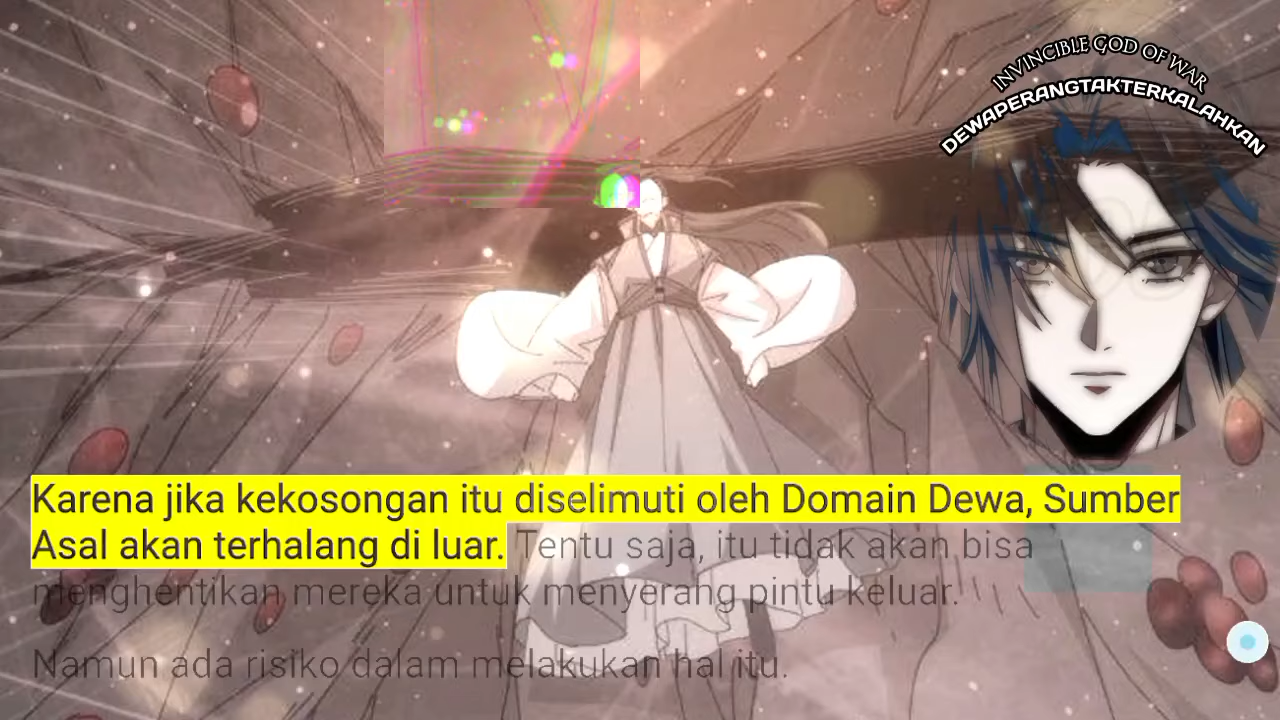 INVINCIBLE GOD OF WAR
DEWAPERANGTAKTERKALAHKAN
Karena jika kekosongan itu diselimuti oleh Domain Dewa, Sumber
Asal akan terhalang di luar. Tentu saja, itu tidak akan bisa
menghentikan mereka untuk menyerang pintu keluar.
Namun ada risiko dalam melakukan hal itu.